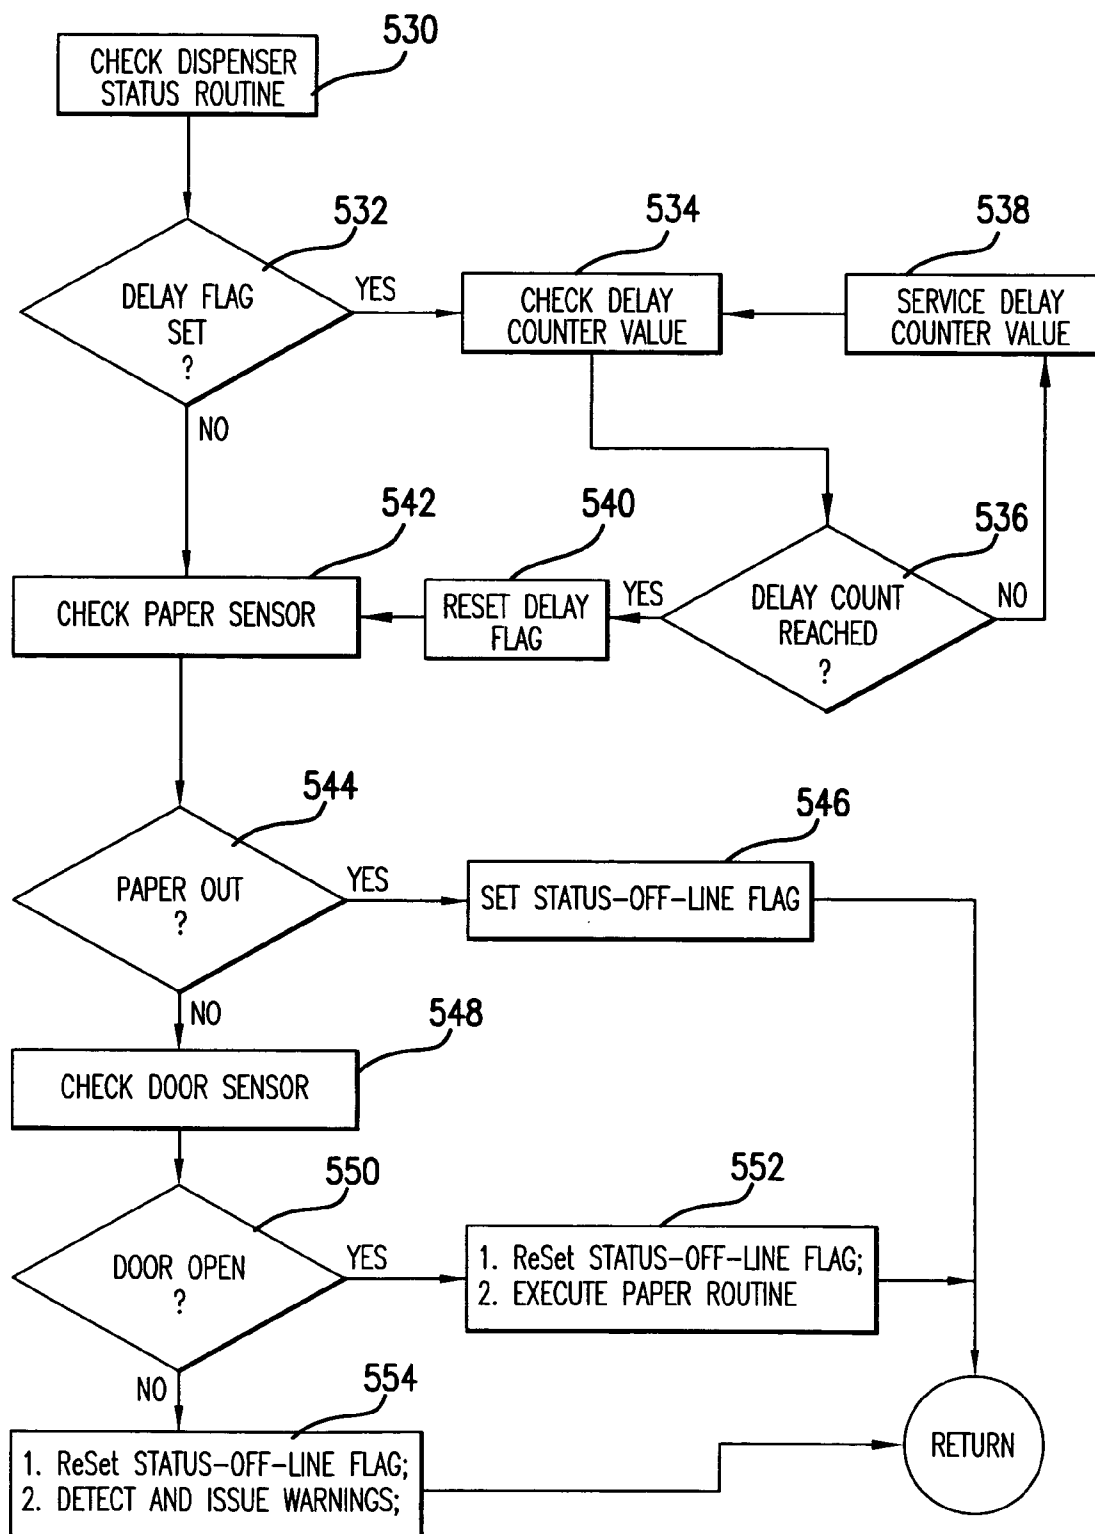 530
CHECK DISPENSER
STATUS ROUTINE
532
534
538
DELAY FLAG
SET
?
YES
CHECK DELAY
COUNTER VALUE
SERVICE DELAY
COUNTER VALUE
NO
542
540
536
CHECK PAPER SENSOR
RESET DELAY
FLAG
YES
DELAY COUNT
REACHED
?
NO
544
546
PAPER OUT
?
YES
SET STATUS-OFF-LINE FLAG
NO
548
CHECK DOOR SENSOR
550
552
DOOR OPEN
?
YES
1. ReSet STATUS-OFF-LINE FLAG;
2. EXECUTE PAPER ROUTINE
NO
554
1. ReSet STATUS-OFF-LINE FLAG;
2. DETECT AND ISSUE WARNINGS;
RETURN